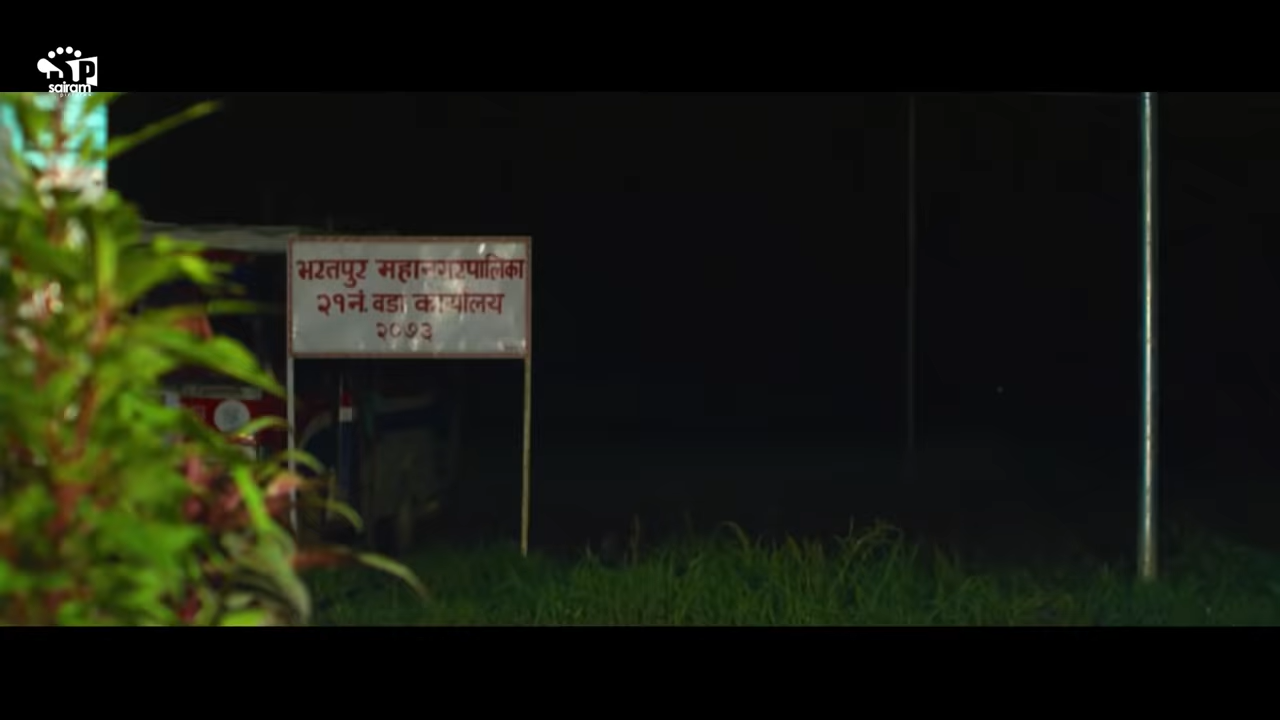 sairam
भरतपुर महानगरपालिका
२१नं. वडा कार्यालय
२०७३